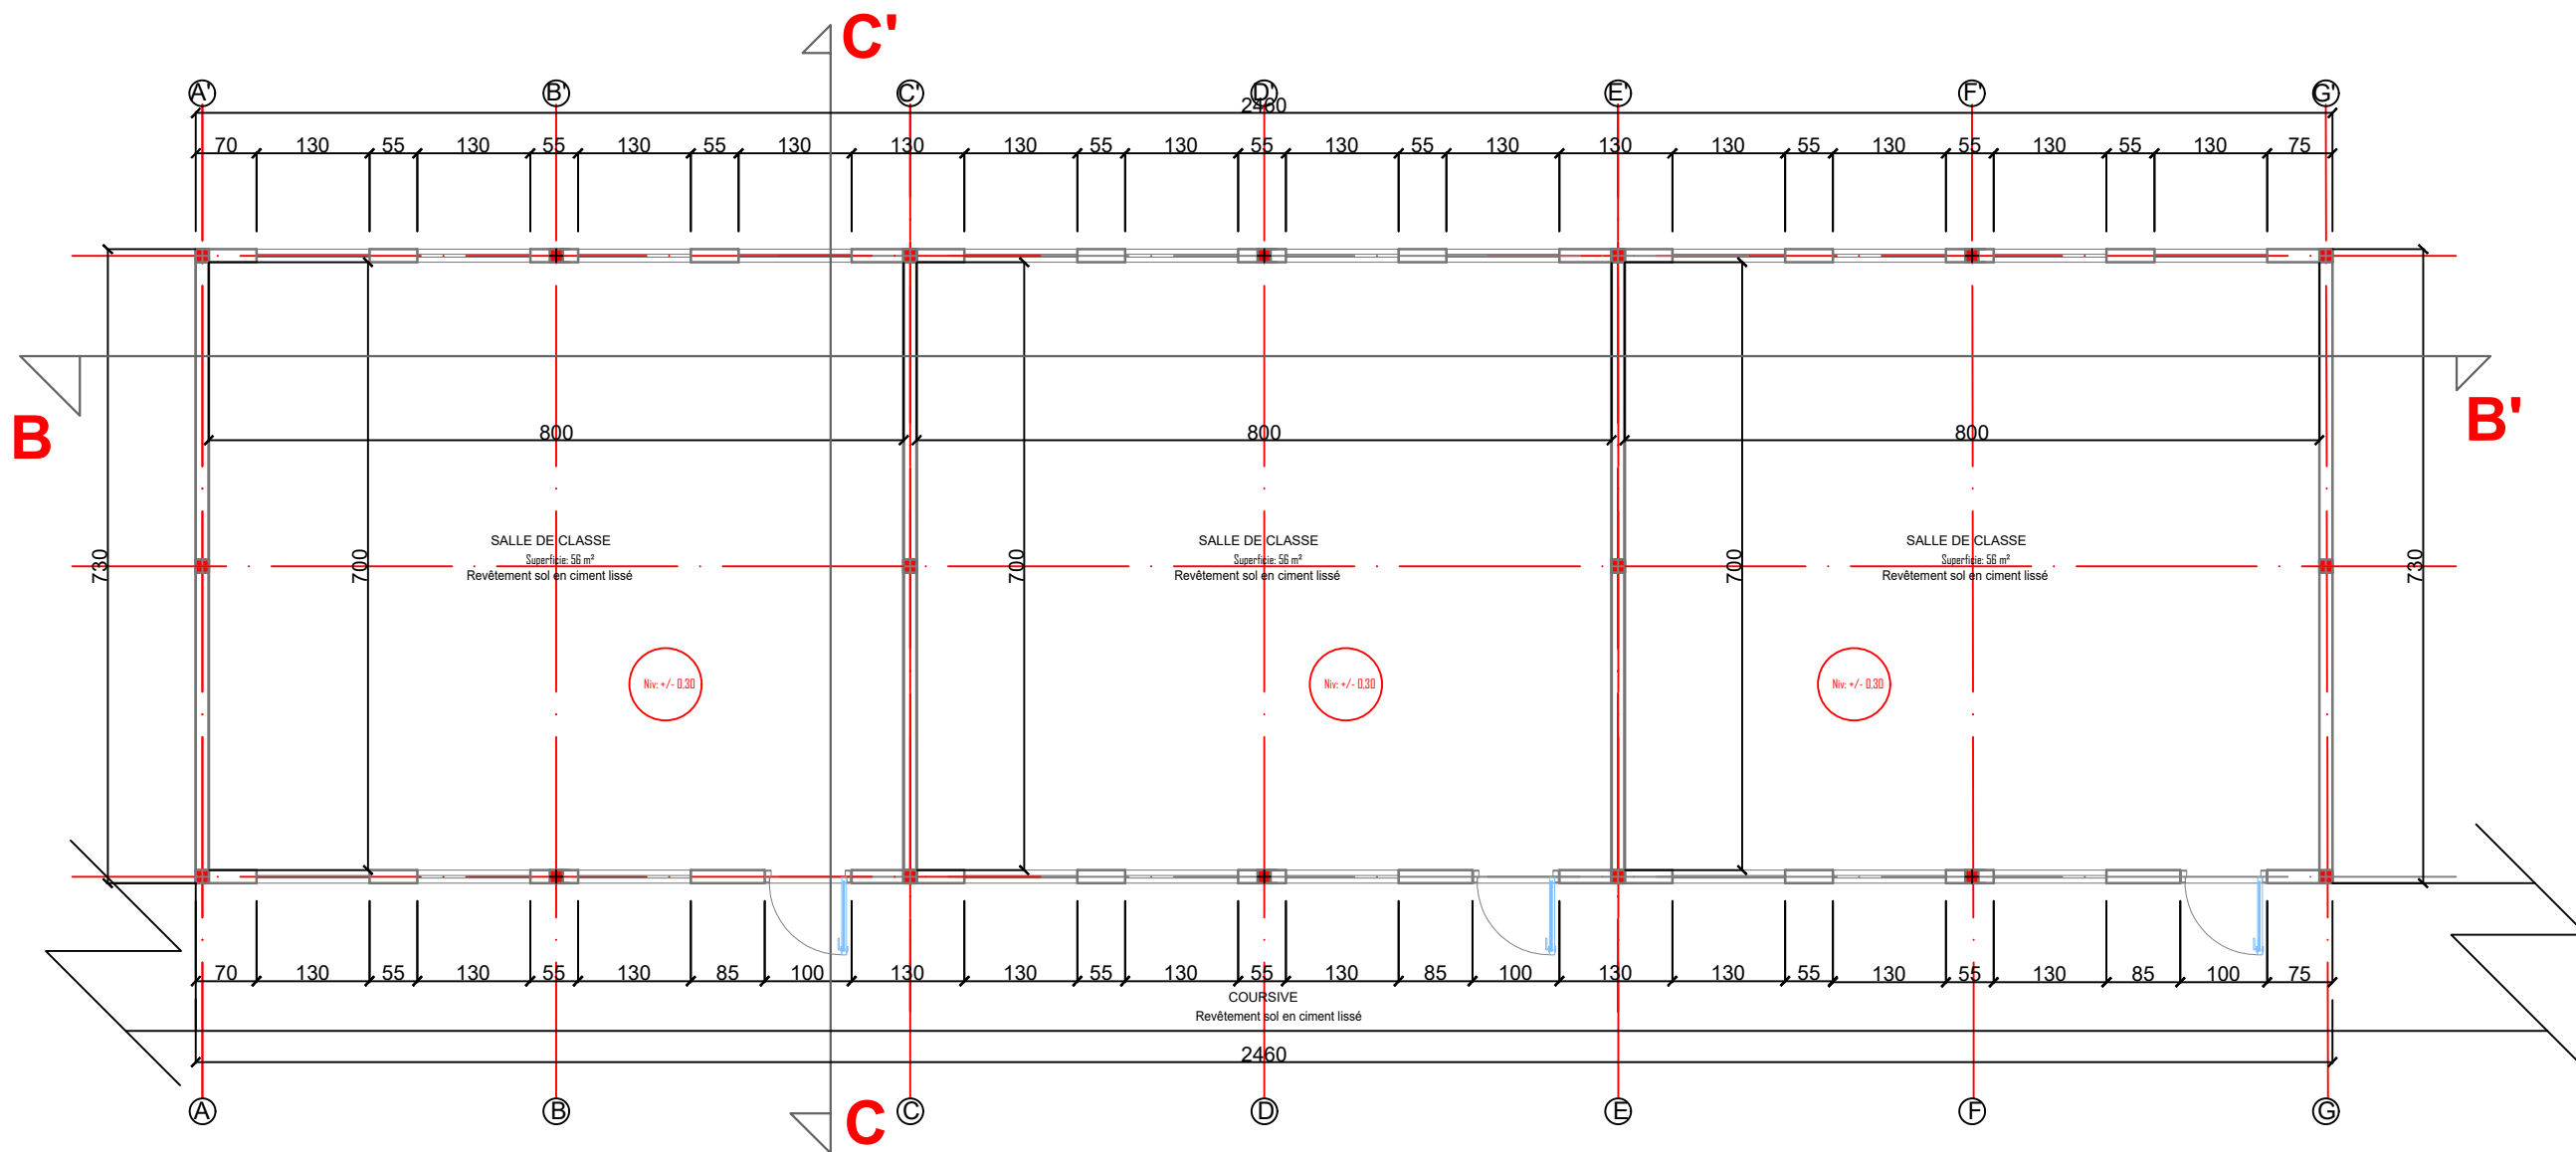 C'
A' B' C' D' E' F' G'
2460
70 130 55 130 55 130 55 130 130 130 55 130 55 130 55 130 130 130 55 130 55 130 55 130 75
B B'
800 800 800
730 700 700 700 730
SALLE DE CLASSE SALLE DE CLASSE SALLE DE CLASSE
Superficie: 56 m² Superficie: 56 m² Superficie: 56 m²
Revêtement sol en ciment lissé Revêtement sol en ciment lissé Revêtement sol en ciment lissé
Niv: +/- 0,30 Niv: +/- 0,30 Niv: +/- 0,30
70 130 55 130 55 130 85 100 130 130 55 130 55 130 85 100 130 130 55 130 55 130 85 100 75
COURSIVE
Revêtement sol en ciment lissé
2460
A B C C D E F G